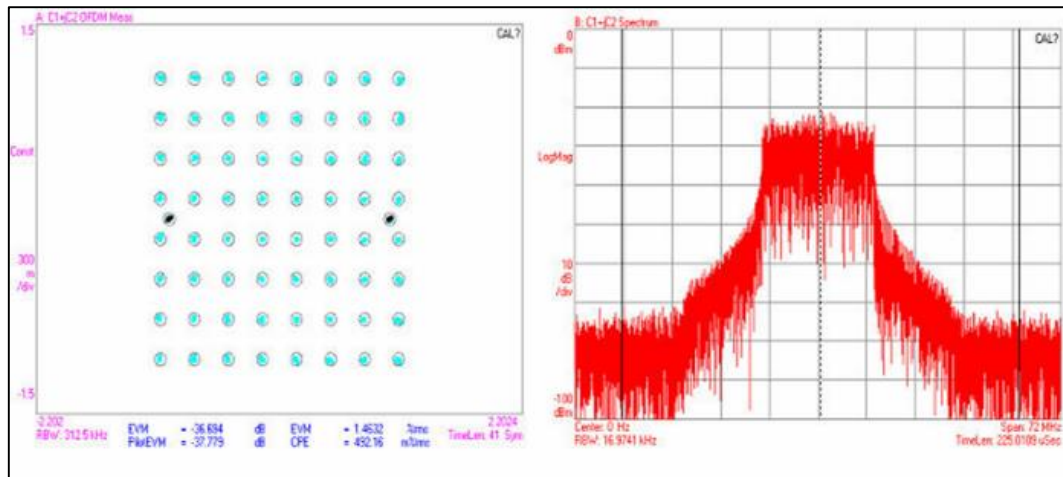 A: C1+jC2 OFDM Meas
1.5
CAL?
Const
300
m
/div
-1.5
-2.202
2.2024
RBW: 312.5 kHz
TimeLen: 41 Sym
EVM = -36.694 dB EVM = 1.4632 %rms
PilotEVM = -37.779 dB CPE = 492.16 m%rms
B: C1+jC2 Spectrum
0
dBm
CAL?
LogMag
10
dB
/div
-100
dBm
Center: 0 Hz
Span: 72 MHz
RBW: 16.9741 kHz
TimeLen: 225.0189 uSec